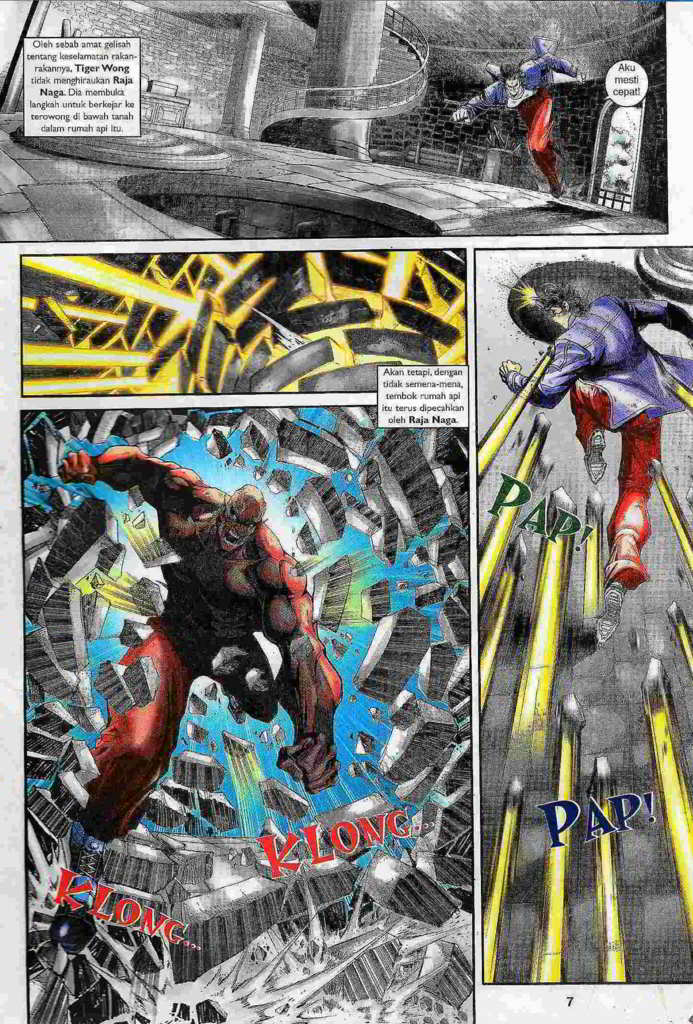 Oleh sebab amat gelisah
tentang keselamatan rakan-
rakannya, Tiger Wong
tidak menghiraukan Raja
Naga. Dia membuka
langkah untuk berkejar ke
terowong di bawah tanah
dalam rumah api itu.
Aku
mesti
cepat!
Akan tetapi, dengan
tidak semena-mena,
tembok rumah api
itu terus dipecahkan
oleh Raja Naga.
PAP!
PAP!
KLONG...
KLONG...
7